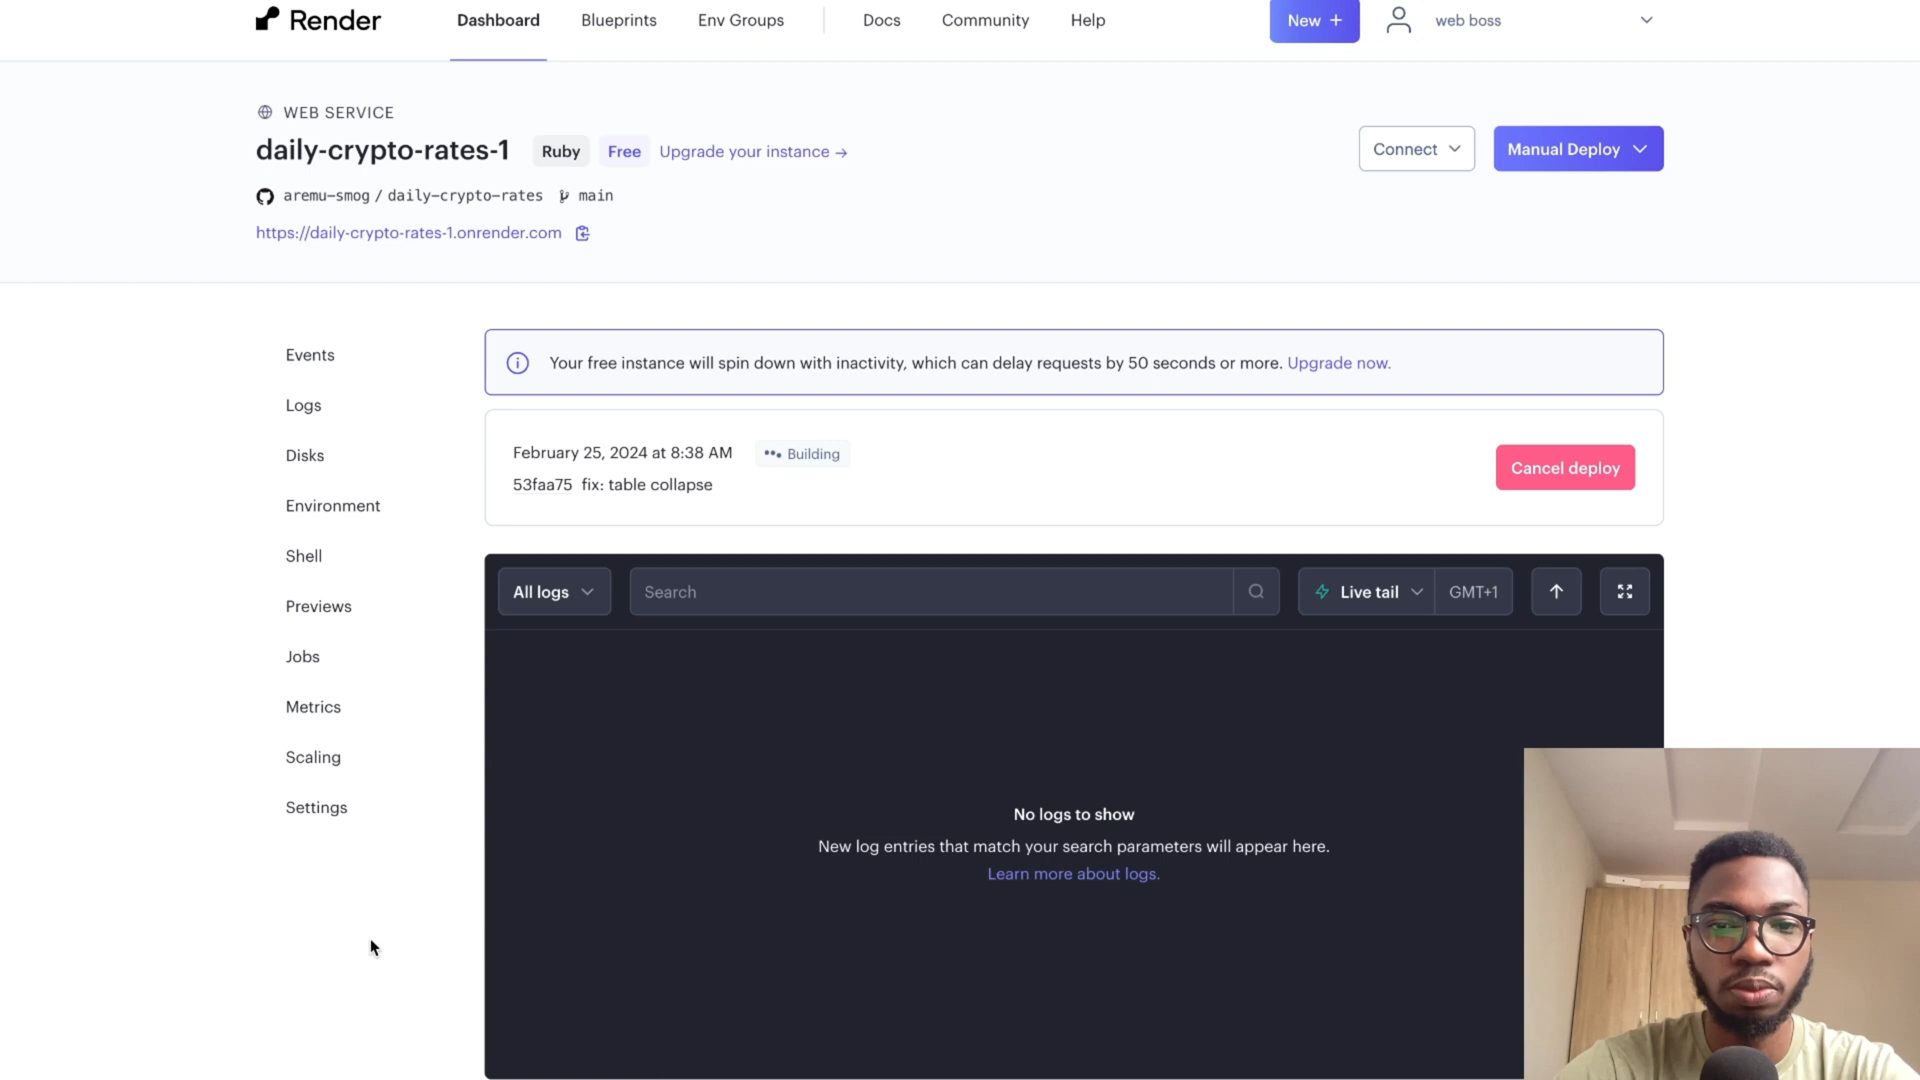 Render
Dashboard
Blueprints
Env Groups
Docs
Community
Help
New +
web boss
WEB SERVICE
daily-crypto-rates-1
Ruby
Free
Upgrade your instance →
Connect
Manual Deploy
aremu-smog / daily-crypto-rates
main
https://daily-crypto-rates-1.onrender.com
Events
Logs
Disks
Environment
Shell
Previews
Jobs
Metrics
Scaling
Settings
Your free instance will spin down with inactivity, which can delay requests by 50 seconds or more. Upgrade now.
February 25, 2024 at 8:38 AM
Building
53faa75 fix: table collapse
Cancel deploy
All logs
Search
Live tail
GMT+1
No logs to show
New log entries that match your search parameters will appear here.
Learn more about logs.